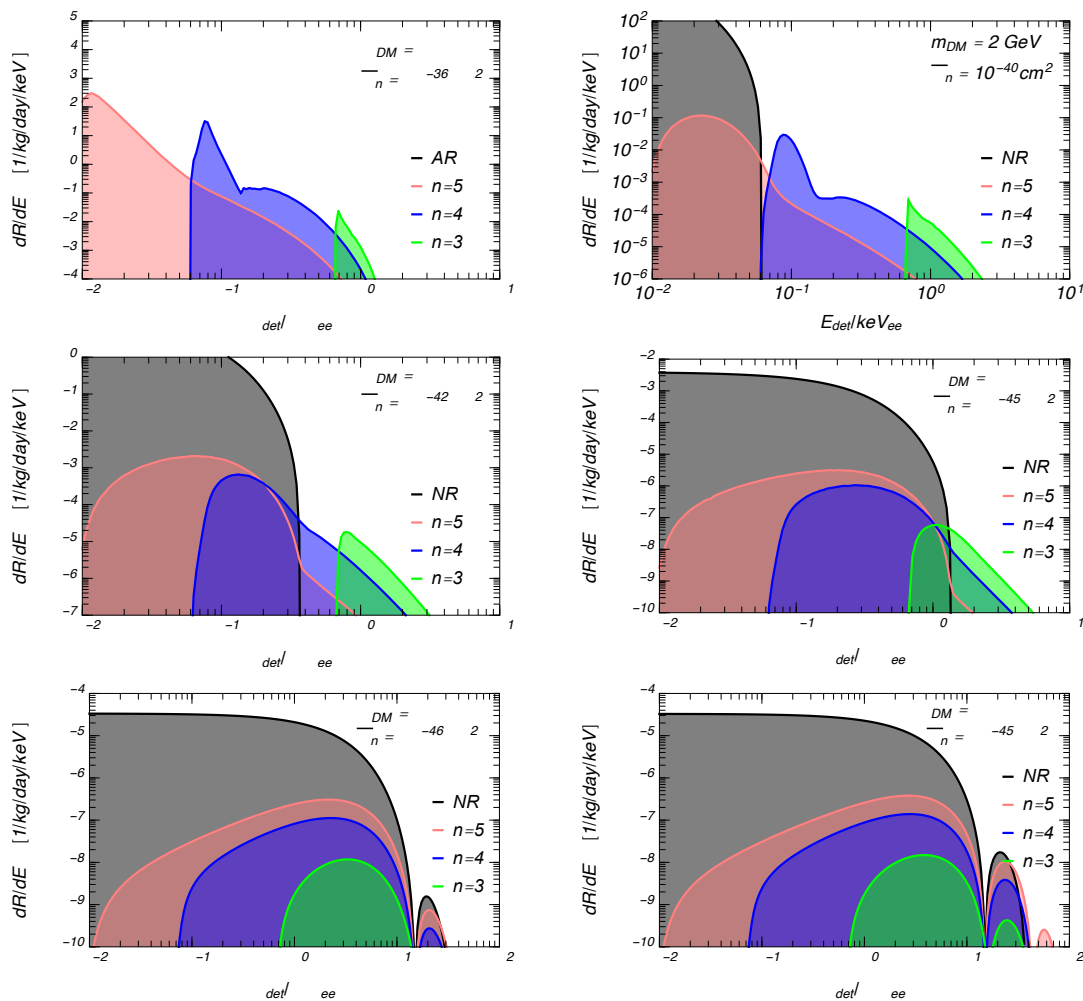 5
4
3
2
1
0
−1
−2
−3
−4
−2 −1 0 1
dR/dE [1/kg/day/keV]
DM =
n = −36 2
AR
n=5
n=4
n=3
det/ ee
10^2
10^1
10^0
10^−1
10^−2
10^−3
10^−4
10^−5
10^−6
10^−2 10^−1 10^0 10^1
dR/dE [1/kg/day/keV]
m_DM = 2 GeV
n = 10^−40 cm^2
NR
n=5
n=4
n=3
E_det/keV_ee
0
−1
−2
−3
−4
−5
−6
−7
−2 −1 0 1
dR/dE [1/kg/day/keV]
DM =
n = −42 2
NR
n=5
n=4
n=3
det/ ee
−2
−3
−4
−5
−6
−7
−8
−9
−10
−2 −1 0 1
dR/dE [1/kg/day/keV]
DM =
n = −45 2
NR
n=5
n=4
n=3
det/ ee
−4
−5
−6
−7
−8
−9
−10
−2 −1 0 1 2
dR/dE [1/kg/day/keV]
DM =
n = −46 2
NR
n=5
n=4
n=3
det/ ee
−4
−5
−6
−7
−8
−9
−10
−2 −1 0 1 2
dR/dE [1/kg/day/keV]
DM =
n = −45 2
NR
n=5
n=4
n=3
det/ ee